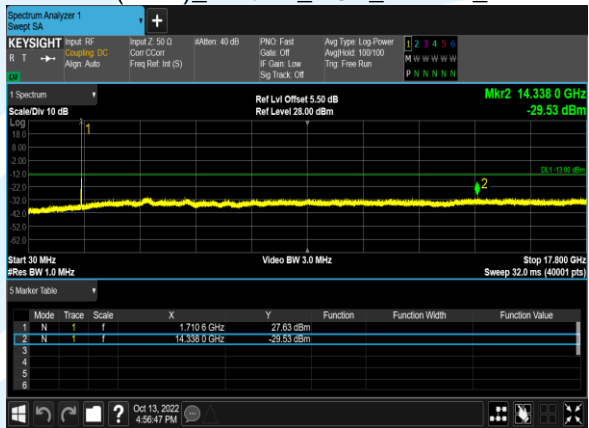 Spectrum Analyzer 1
Swept SA
+
KEYSIGHT Input: RF Input Z: 50 Ω #Atten: 40 dB PNO: Fast Avg Type: Log-Power 1 2 3 4 5 6
R T Coupling: DC Corr CCorr Gate: Off Avg|Hold: 100/100 M W W W W W
Align: Auto Freq Ref: Int (S) IF Gain: Low Trig: Free Run P N N N N N
Sig Track: Off
1 Spectrum Ref Lvl Offset 5.50 dB Mkr2 14.338 0 GHz
Scale/Div 10 dB Ref Level 28.00 dBm -29.53 dBm
Log
18.0
1
8.00
-2.00
-12.0 DL1 -13.00 dBm
-22.0 2
-32.0
-42.0
-52.0
-62.0
Start 30 MHz Video BW 3.0 MHz Stop 17.800 GHz
#Res BW 1.0 MHz Sweep 32.0 ms (40001 pts)
5 Marker Table
Mode Trace Scale X Y Function Function Width Function Value
1 N 1 f 1.710 6 GHz 27.63 dBm
2 N 1 f 14.338 0 GHz -29.53 dBm
3
4
5
6
? Oct 13, 2022
4:56:47 PM